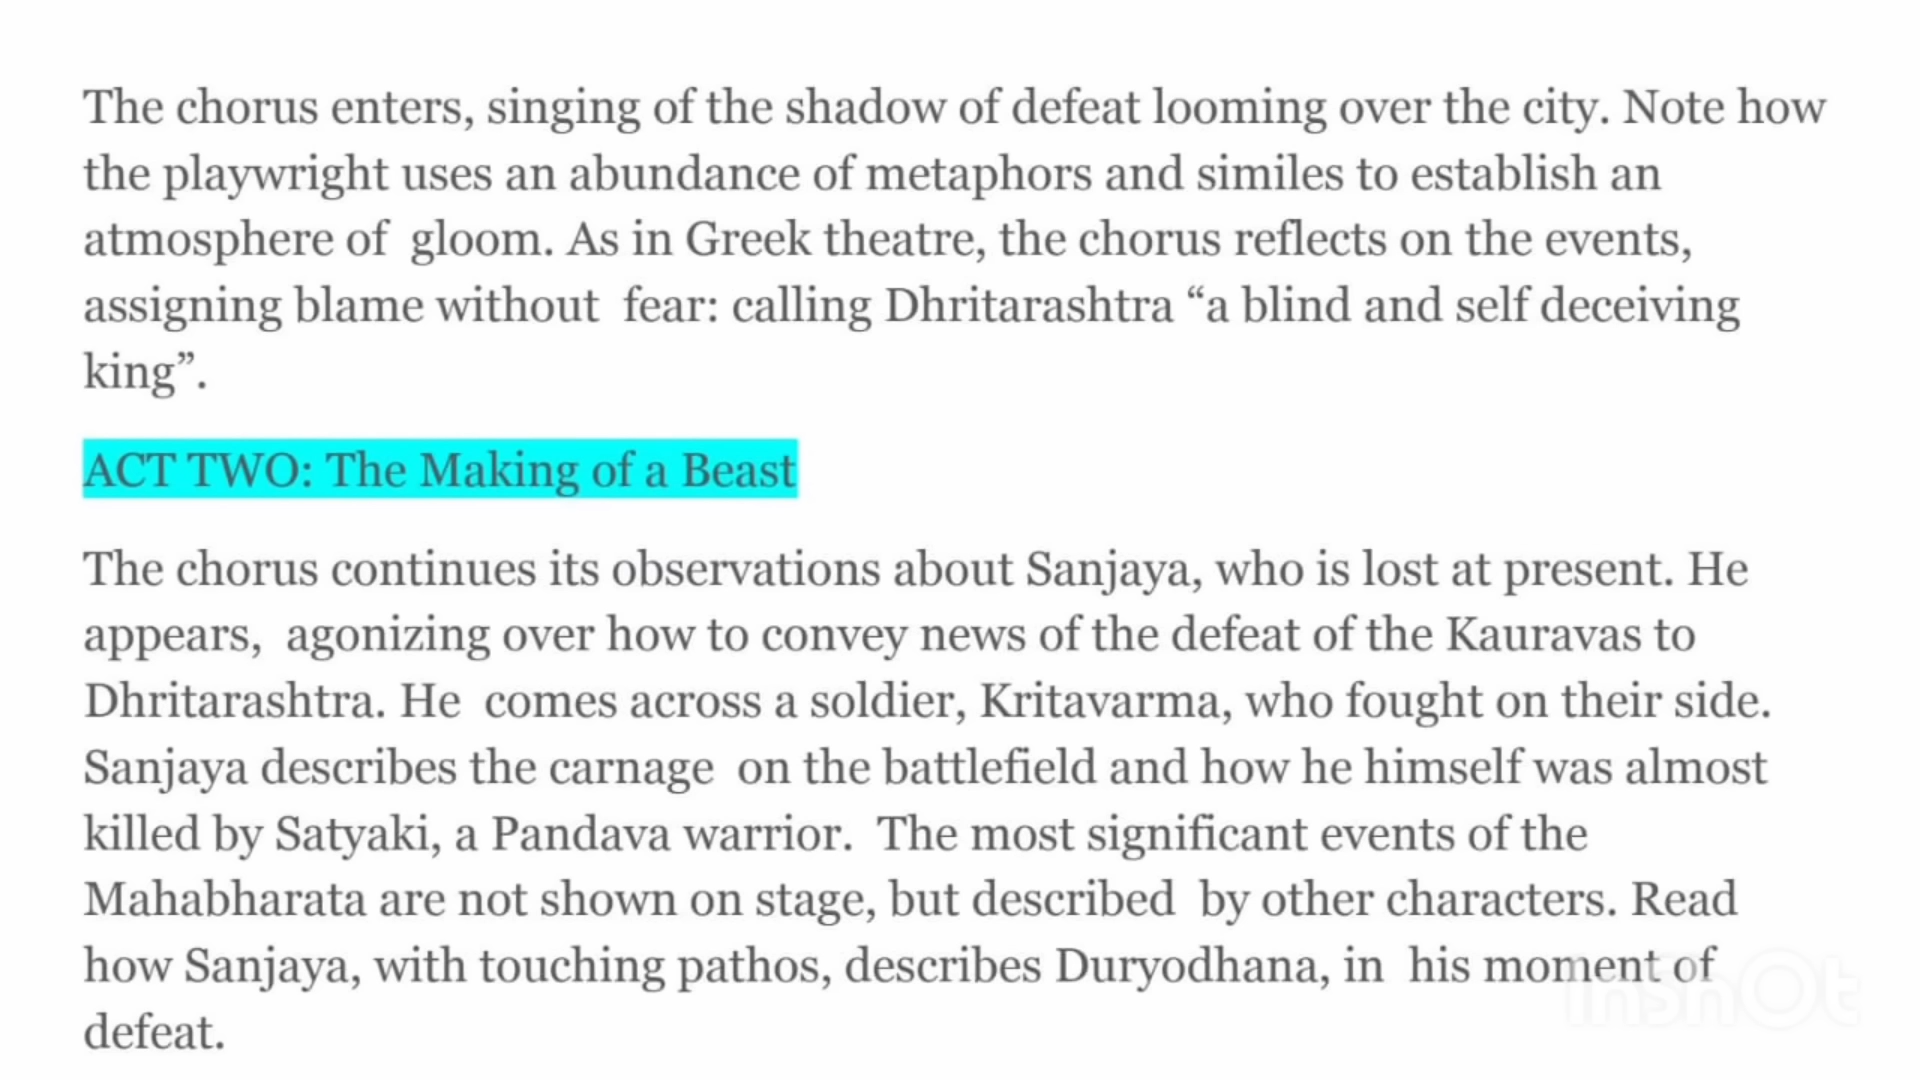 The chorus enters, singing of the shadow of defeat looming over the city. Note how
the playwright uses an abundance of metaphors and similes to establish an
atmosphere of gloom. As in Greek theatre, the chorus reflects on the events,
assigning blame without fear: calling Dhritarashtra “a blind and self deceiving
king”.
ACT TWO: The Making of a Beast
The chorus continues its observations about Sanjaya, who is lost at present. He
appears, agonizing over how to convey news of the defeat of the Kauravas to
Dhritarashtra. He comes across a soldier, Kritavarma, who fought on their side.
Sanjaya describes the carnage on the battlefield and how he himself was almost
killed by Satyaki, a Pandava warrior. The most significant events of the
Mahabharata are not shown on stage, but described by other characters. Read
how Sanjaya, with touching pathos, describes Duryodhana, in his moment of
defeat.
InShOt